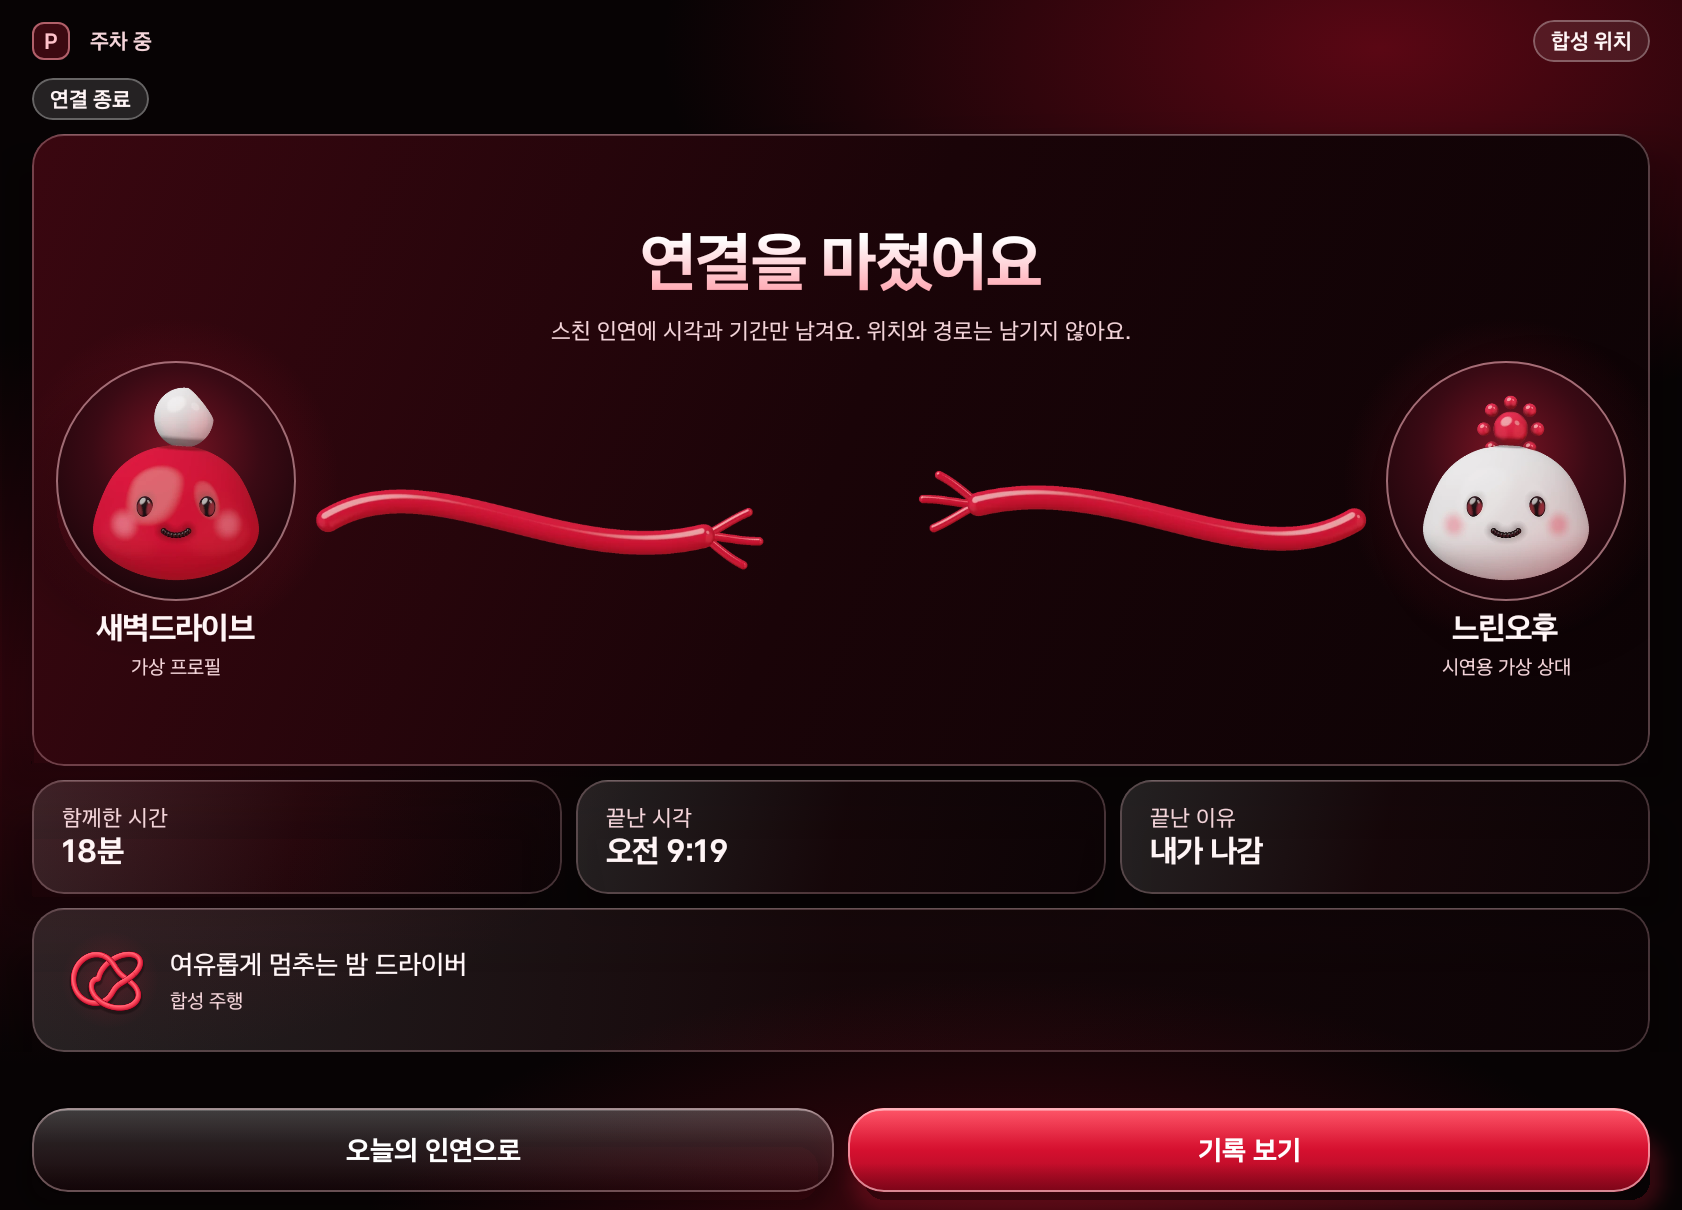 P 주차 중
합성 위치
연결 종료
연결을 마쳤어요
스친 인연에 시각과 기간만 남겨요. 위치와 경로는 남기지 않아요.
새벽드라이브
가상 프로필
느린오후
시연용 가상 상대
함께한 시간
18분
끝난 시각
오전 9:19
끝난 이유
내가 나감
여유롭게 멈추는 밤 드라이버
합성 주행
오늘의 인연으로
기록 보기